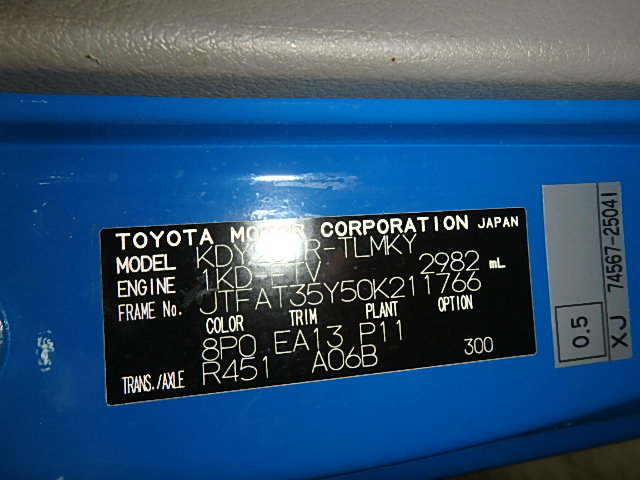 TOYOTA MOTOR CORPORATION JAPAN
MODEL
ENGINE 2982 mL
FRAME No. JTFAT35Y50K211766
COLOR TRIM PLANT OPTION
8P0 EA13 P11
TRANS./AXLE R451 A06B 300
0.5
XJ 74567-25041